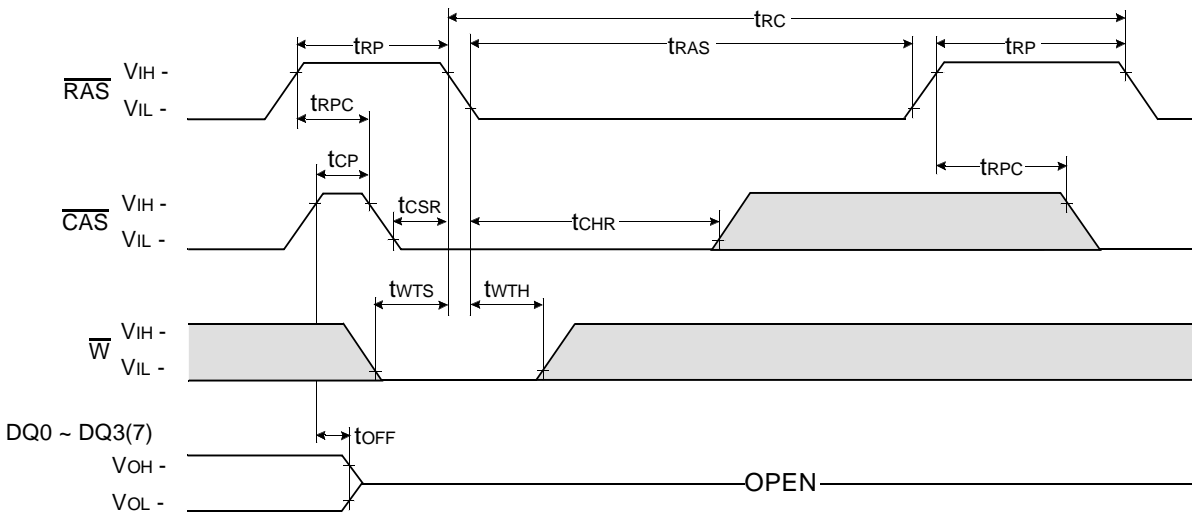 tRC
tRP tRAS tRP
RAS VIH -
VIL -
tRPC
tCP tRPC
CAS VIH -
VIL -
tCSR tCHR
tWTS tWTH
W VIH -
VIL -
DQ0 ~ DQ3(7)
tOFF
VOH -
VOL -
OPEN